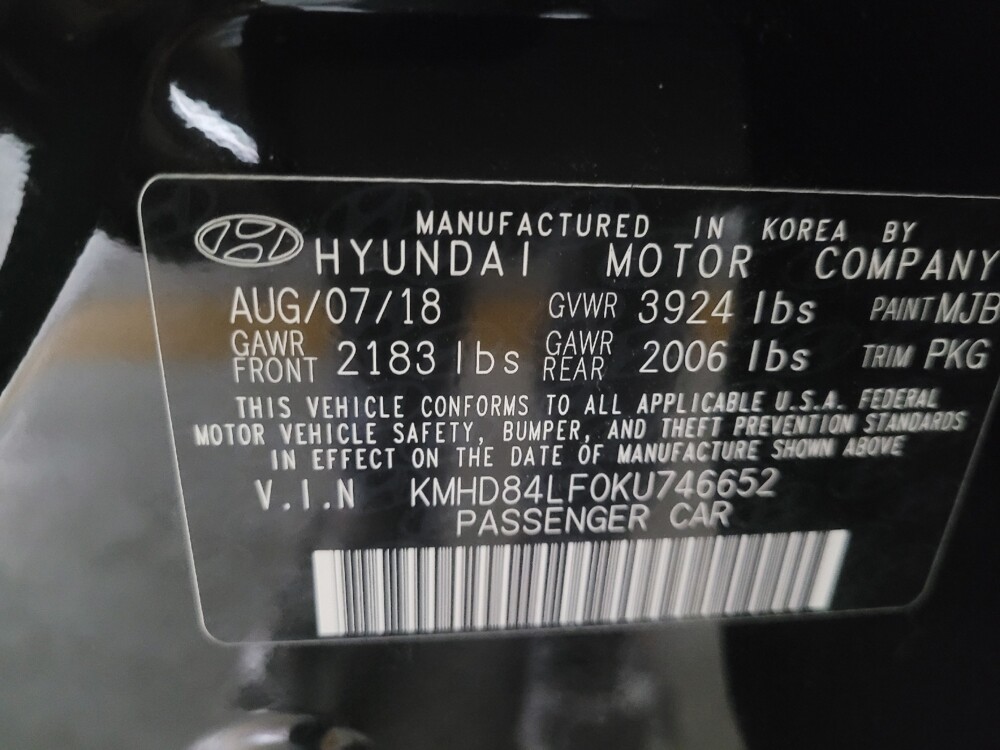 MANUFACTURED IN KOREA BY
HYUNDAI MOTOR COMPANY
AUG/07/18 GVWR 3924 lbs PAINT MJB
GAWR FRONT 2183 lbs GAWR REAR 2006 lbs TRIM PKG
THIS VEHICLE CONFORMS TO ALL APPLICABLE U.S.A. FEDERAL
MOTOR VEHICLE SAFETY, BUMPER, AND THEFT PREVENTION STANDARDS
IN EFFECT ON THE DATE OF MANUFACTURE SHOWN ABOVE
V.I.N KMHD84LF0KU746652
PASSENGER CAR